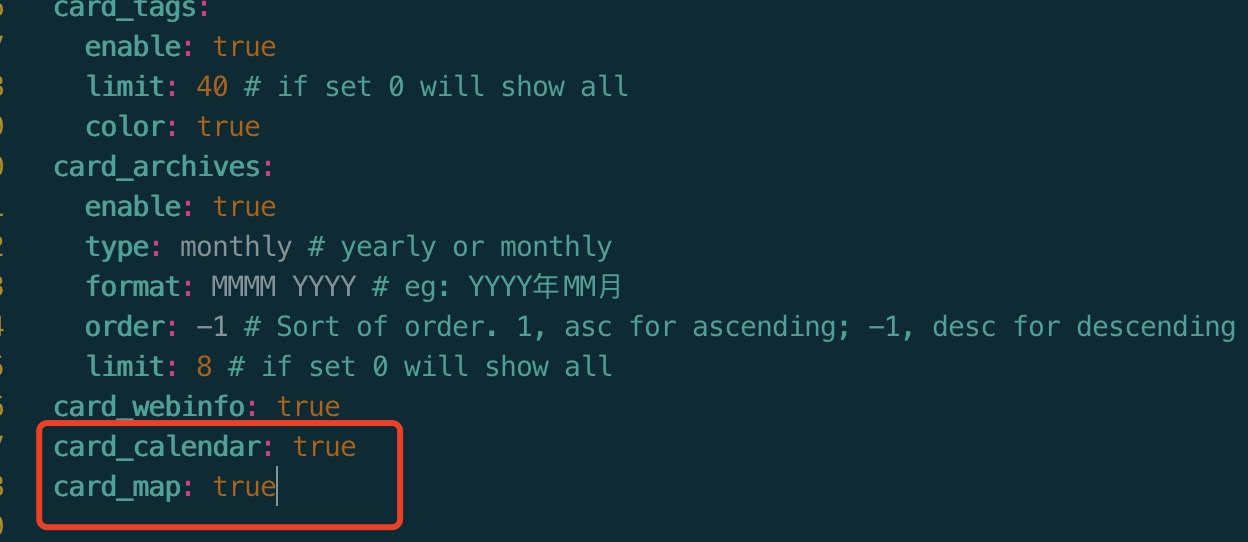 card_tags:
enable: true
limit: 40 # if set 0 will show all
color: true
card_archives:
enable: true
type: monthly # yearly or monthly
format: MMMM YYYY # eg: YYYY年MM月
order: -1 # Sort of order. 1, asc for ascending; -1, desc for descending
limit: 8 # if set 0 will show all
card_webinfo: true
card_calendar: true
card_map: true